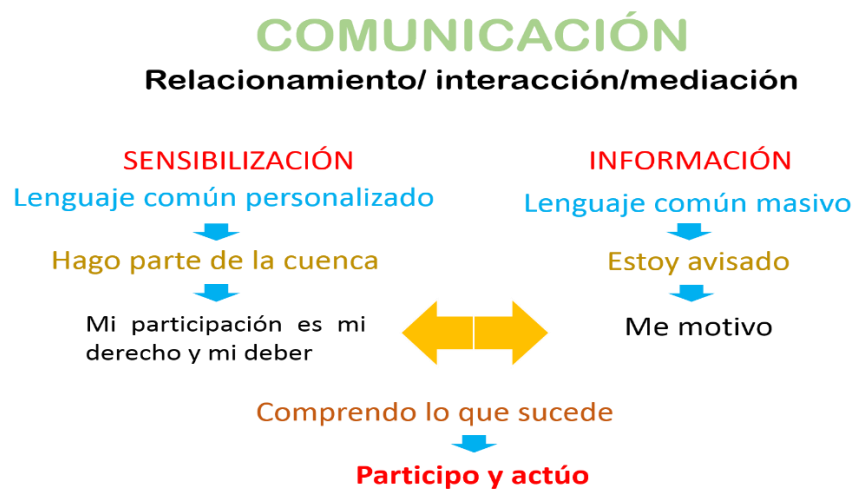 COMUNICACIÓN
Relacionamiento/ interacción/mediación
SENSIBILIZACIÓN
Lenguaje común personalizado
Hago parte de la cuenca
Mi participación es mi
derecho y mi deber
INFORMACIÓN
Lenguaje común masivo
Estoy avisado
Me motivo
Comprendo lo que sucede
Participo y actúo